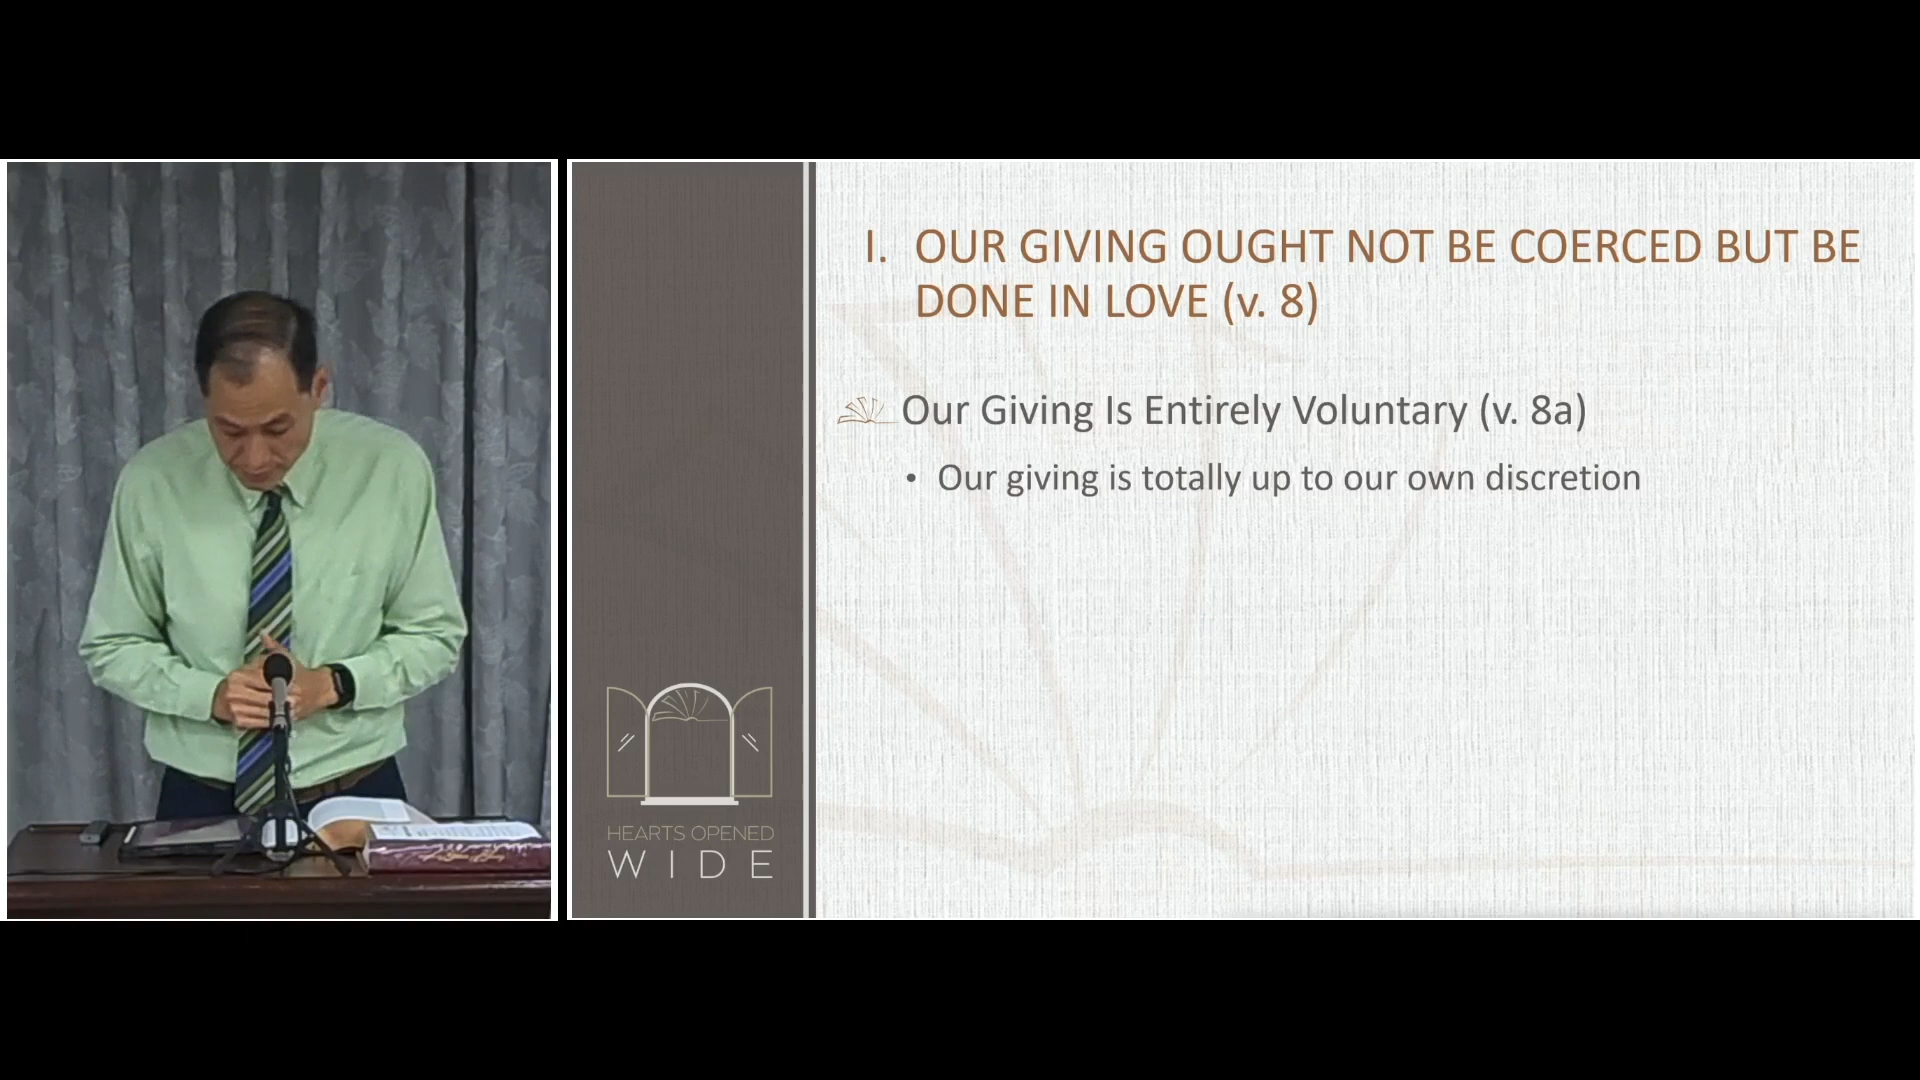 I. OUR GIVING OUGHT NOT BE COERCED BUT BE
DONE IN LOVE (v. 8)
Our Giving Is Entirely Voluntary (v. 8a)
• Our giving is totally up to our own discretion
HEARTS OPENED
WIDE